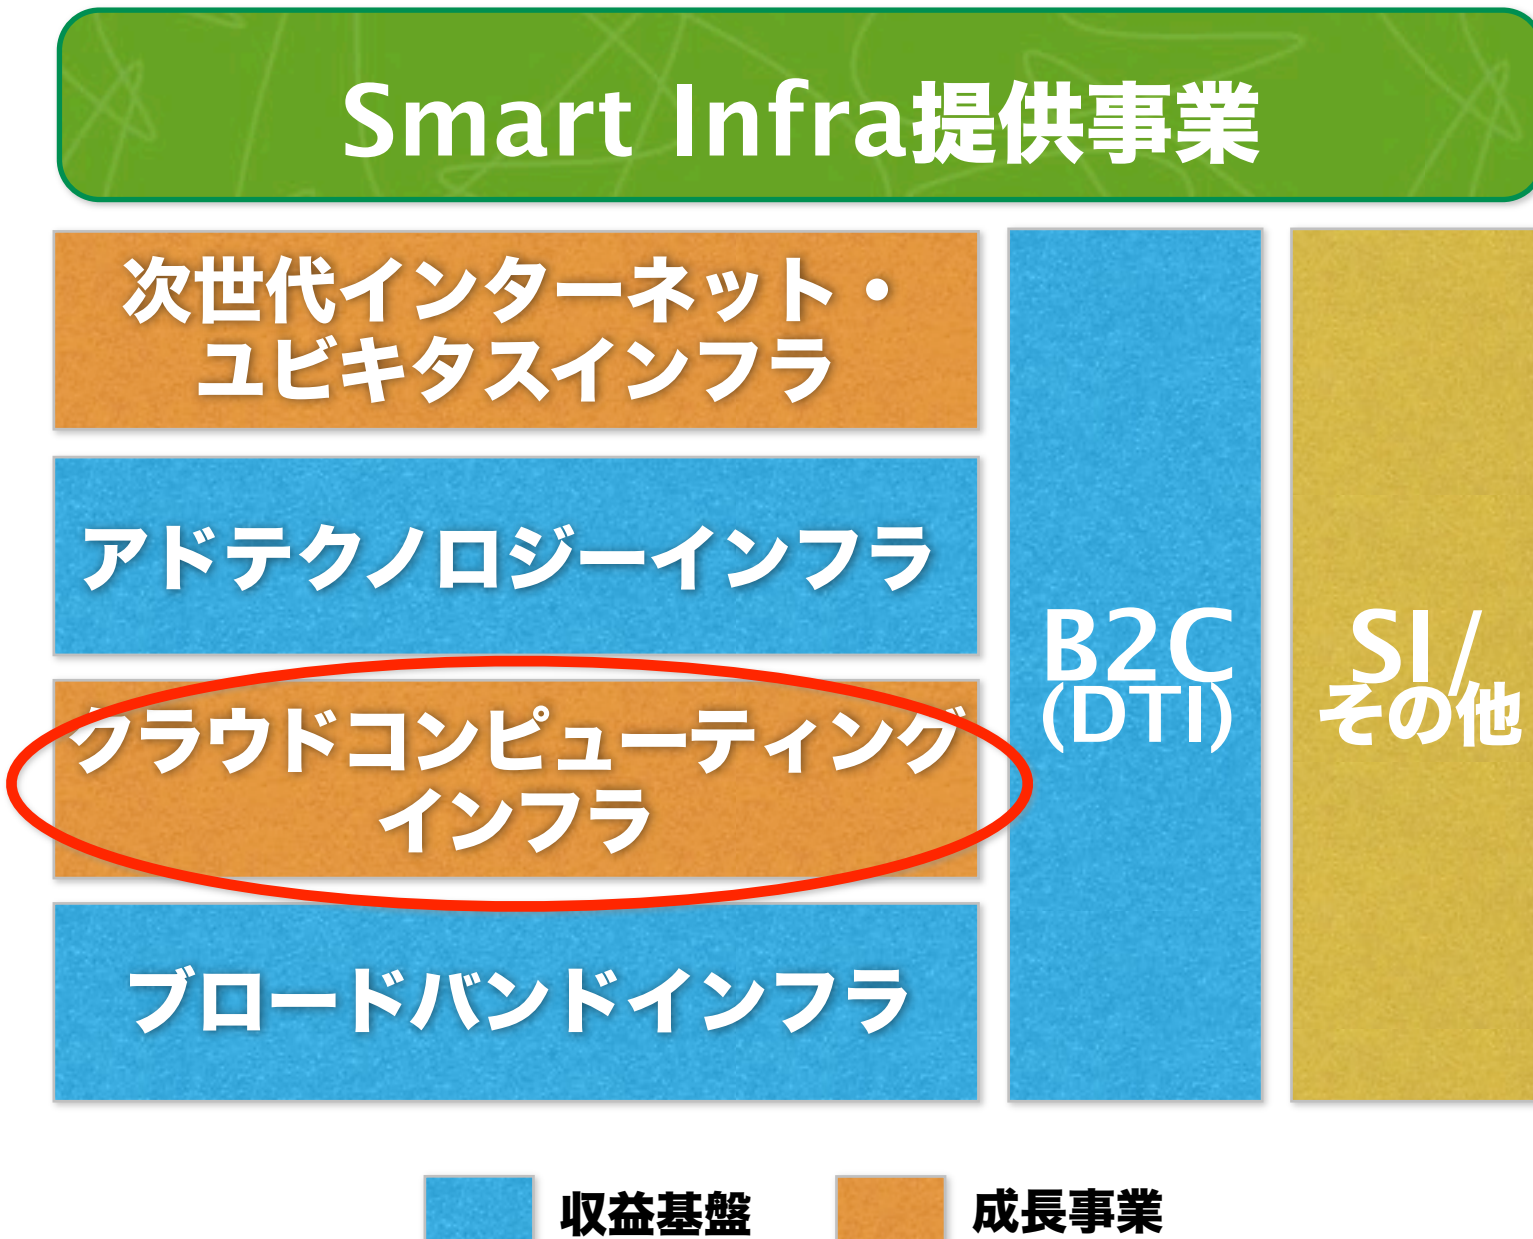 Smart Infra提供事業
次世代インターネット・
ユビキタスインフラ
アドテクノロジーインフラ
クラウドコンピューティング
インフラ
ブロードバンドインフラ
B2C
(DTI)
SI/
その他
収益基盤
成長事業